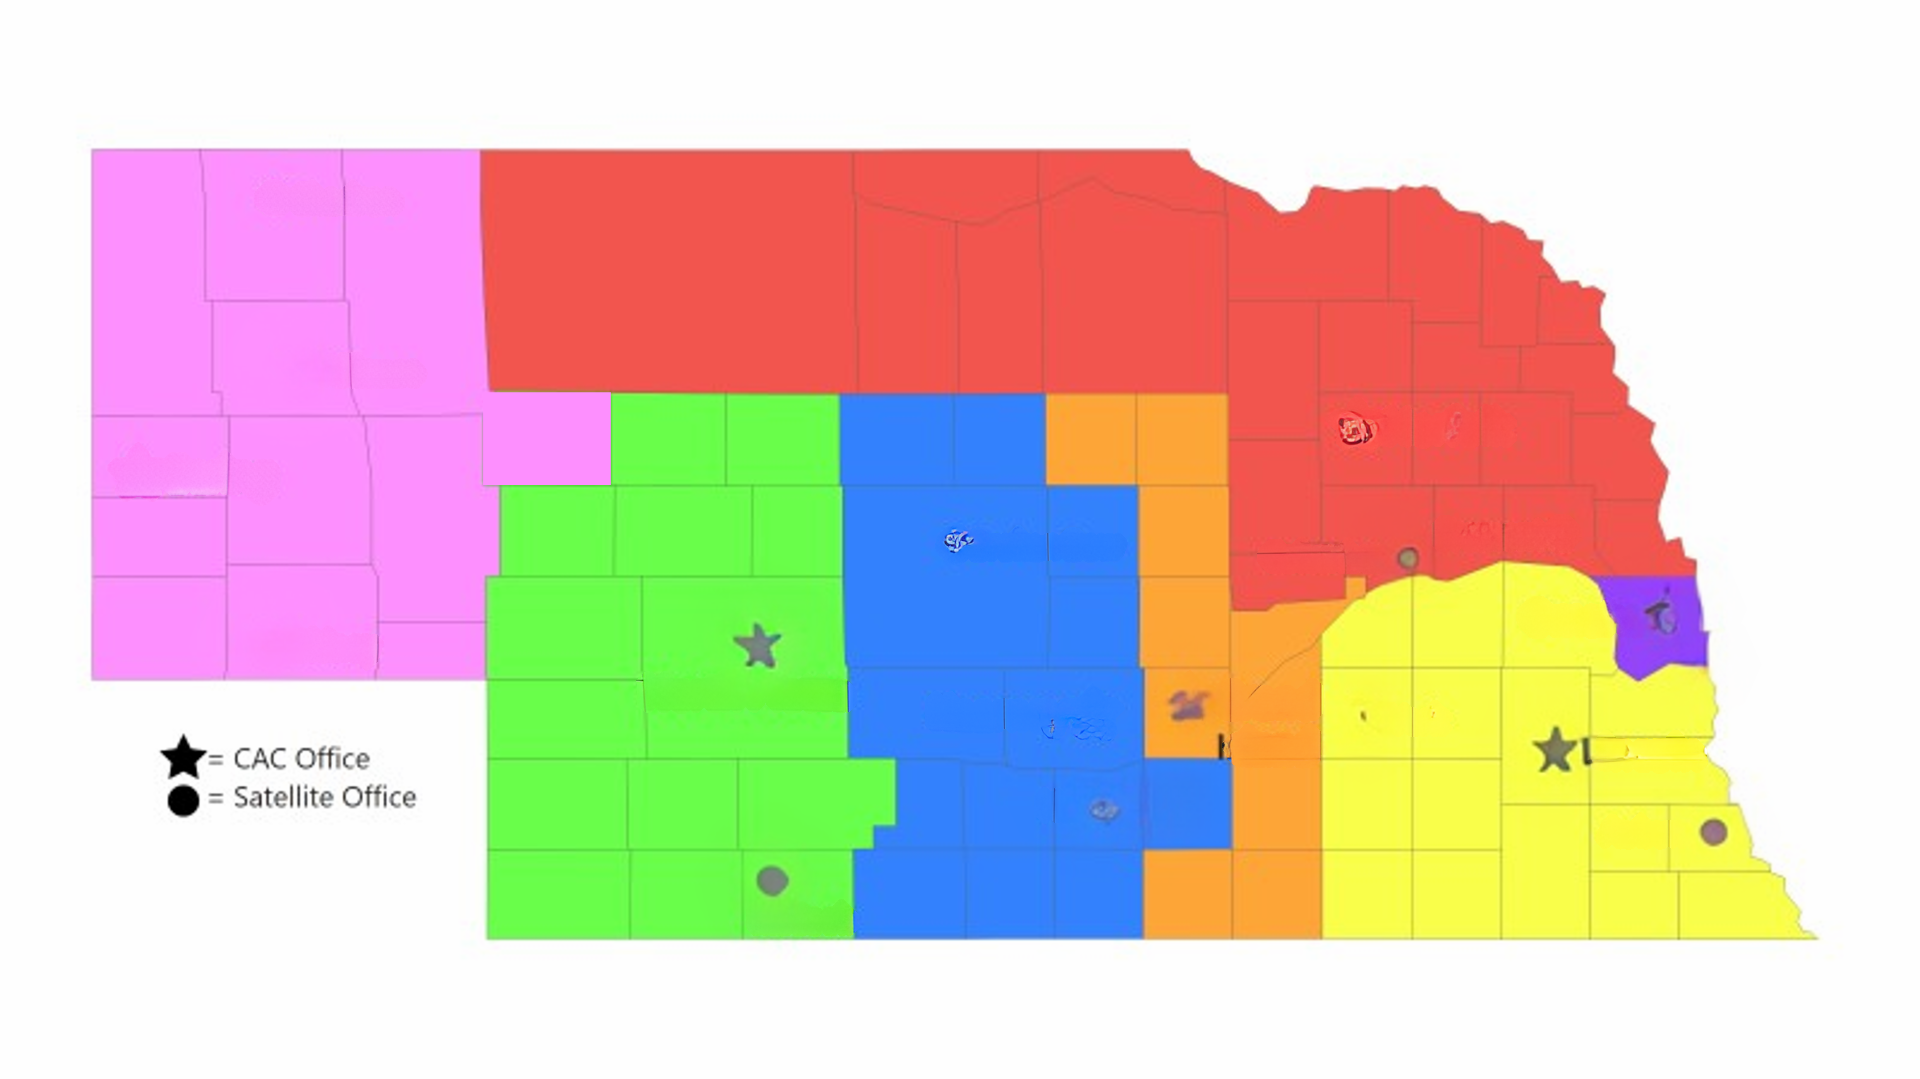 ★= CAC Office
●= Satellite Office